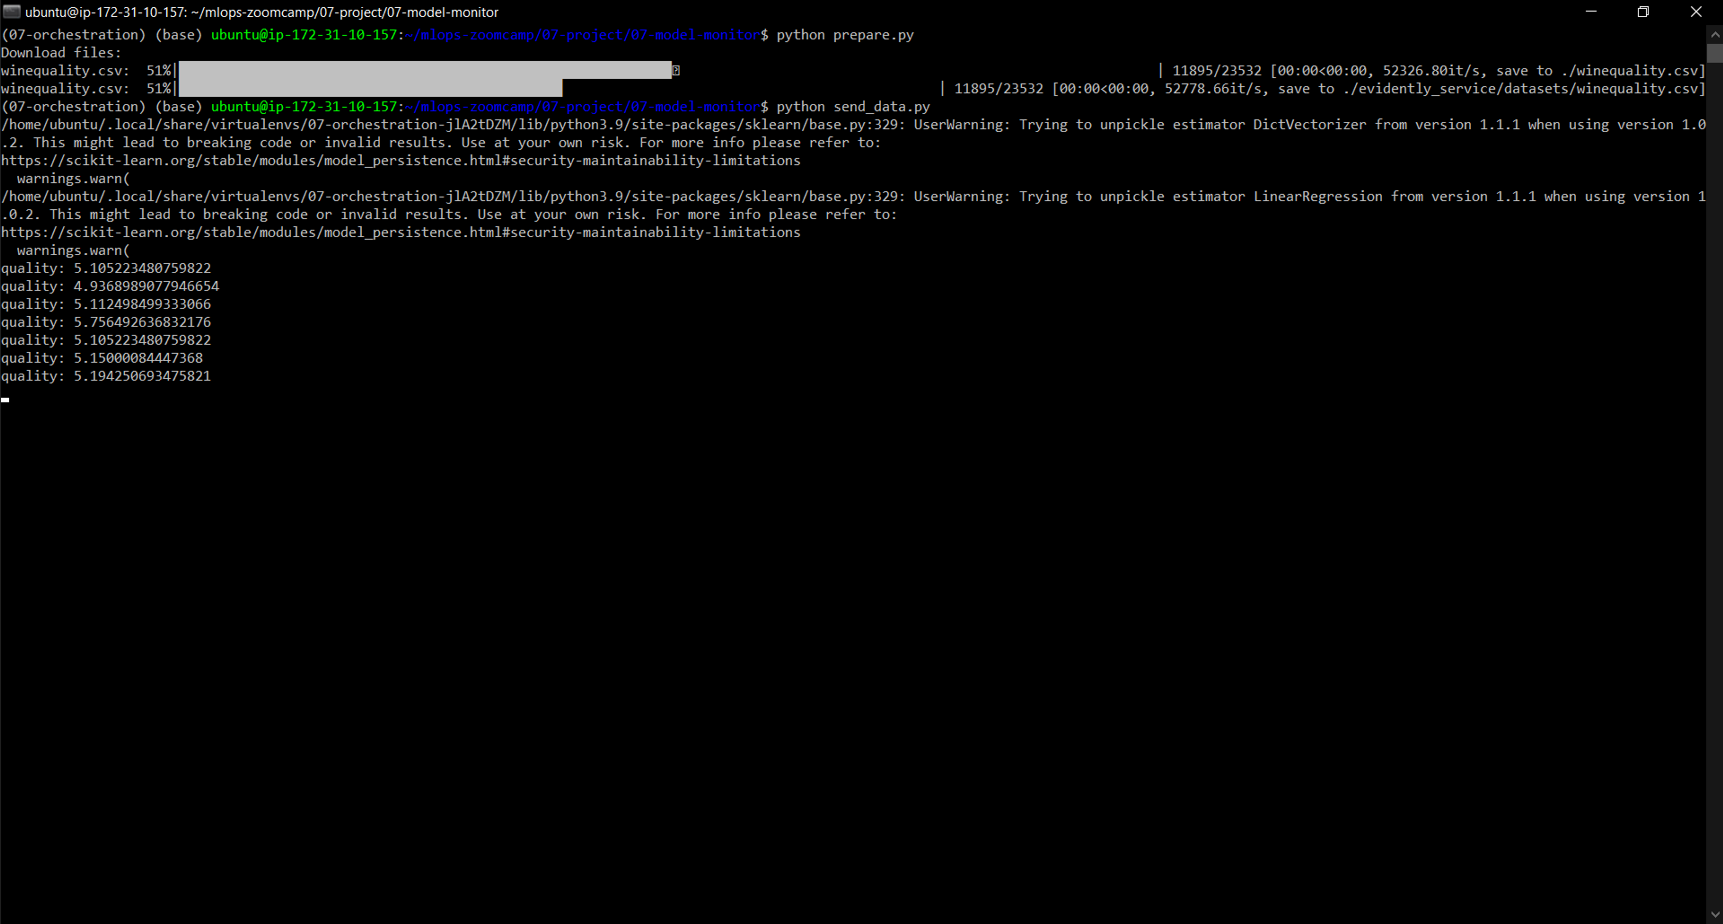 ubuntu@ip-172-31-10-157: ~/mlops-zoomcamp/07-project/07-model-monitor
(07-orchestration) (base) ubuntu@ip-172-31-10-157:~/mlops-zoomcamp/07-project/07-model-monitor$ python prepare.py
Download files:
winequality.csv:  51%| | 11895/23532 [00:00<00:00, 52326.80it/s, save to ./winequality.csv]
winequality.csv:  51%| | 11895/23532 [00:00<00:00, 52778.66it/s, save to ./evidently_service/datasets/winequality.csv]
(07-orchestration) (base) ubuntu@ip-172-31-10-157:~/mlops-zoomcamp/07-project/07-model-monitor$ python send_data.py
/home/ubuntu/.local/share/virtualenvs/07-orchestration-jlA2tDZM/lib/python3.9/site-packages/sklearn/base.py:329: UserWarning: Trying to unpickle estimator DictVectorizer from version 1.1.1 when using version 1.0
.2. This might lead to breaking code or invalid results. Use at your own risk. For more info please refer to:
https://scikit-learn.org/stable/modules/model_persistence.html#security-maintainability-limitations
  warnings.warn(
/home/ubuntu/.local/share/virtualenvs/07-orchestration-jlA2tDZM/lib/python3.9/site-packages/sklearn/base.py:329: UserWarning: Trying to unpickle estimator LinearRegression from version 1.1.1 when using version 1
.0.2. This might lead to breaking code or invalid results. Use at your own risk. For more info please refer to:
https://scikit-learn.org/stable/modules/model_persistence.html#security-maintainability-limitations
  warnings.warn(
quality: 5.105223480759822
quality: 4.9368989077946654
quality: 5.112498499333066
quality: 5.756492636832176
quality: 5.105223480759822
quality: 5.15000084447368
quality: 5.194250693475821